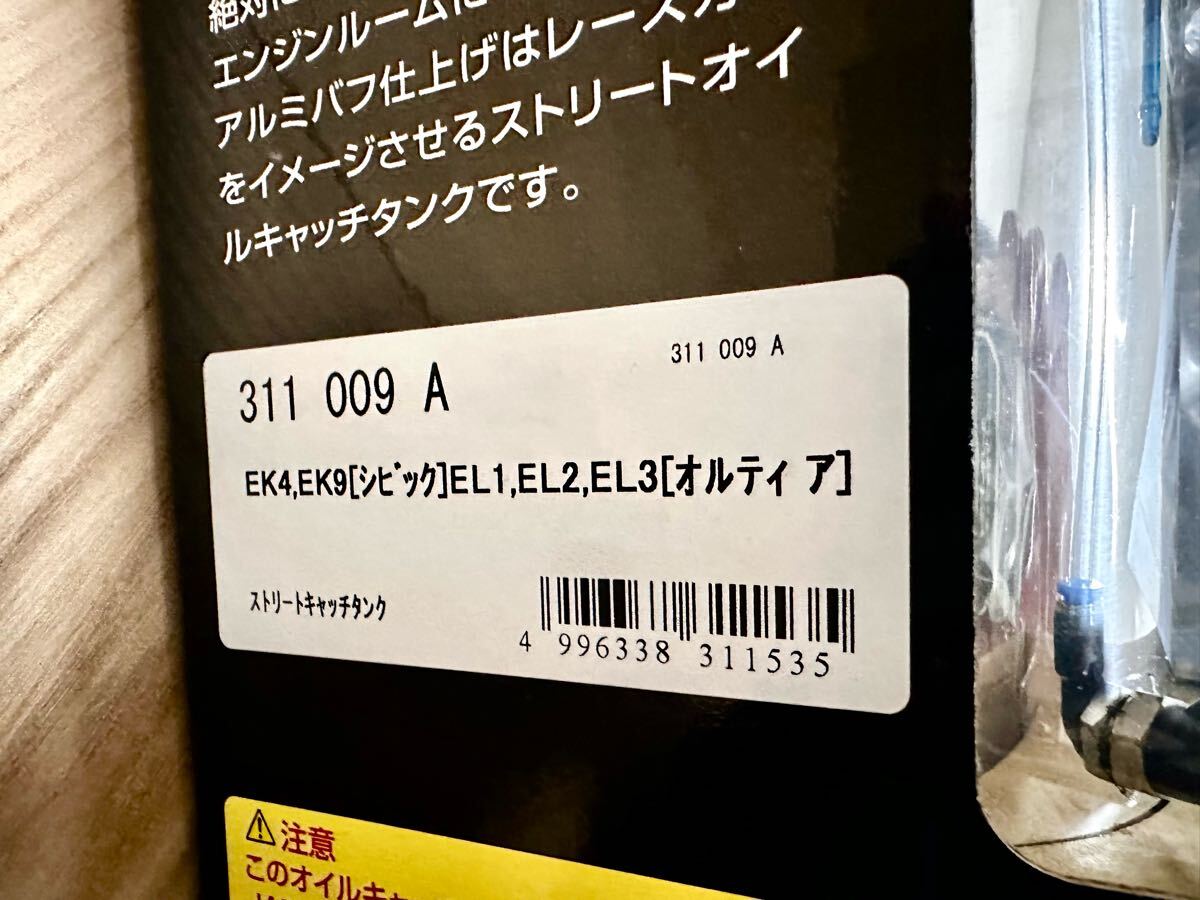 絶対に
エンジンルームに
アルミバフ仕上げはレースカ
をイメージさせるストリートオイ
ルキャッチタンクです。
311 009 A
311 009 A
EK4,EK9[シビック]EL1,EL2,EL3[オルティ ア]
ストリートキャッチタンク
4 996338 311535
⚠注意
このオイルキャ